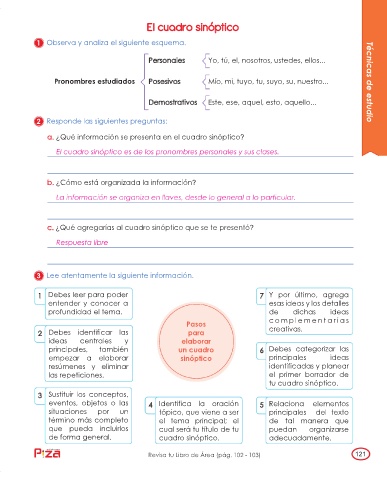 El cuadro sinóptico
1 Observa y analiza el siguiente esquema.
Técnicas de estudio
Personales Yo, tú, el, nosotros, ustedes, ellos...
Pronombres estudiados Posesivos Mío, mi, tuyo, tu, suyo, su, nuestro...
Demostrativos Este, ese, aquel, esto, aquello...
2 Responde las siguientes preguntas:
a. ¿Qué información se presenta en el cuadro sinóptico?
El cuadro sinóptico es de los pronombres personales y sus clases.
b. ¿Cómo está organizada la información?
La información se organiza en llaves, desde lo general a lo particular.
c. ¿Qué agregarías al cuadro sinóptico que se te presentó?
Respuesta libre
3 Lee atentamente la siguiente información.
1 Debes leer para poder
entender y conocer a
profundidad el tema.
2 Debes identificar las
ideas centrales y
principales, también
empezar a elaborar
resúmenes y eliminar
las repeticiones.
3 Sustituir los conceptos,
eventos, objetos o las
situaciones por un
término más completo
que pueda incluirlos
de forma general.
Pasos
para
elaborar
un cuadro
sinóptico
4 Identifica la oración
tópico, que viene a ser
el tema principal; el
cual será tu título de tu
cuadro sinóptico.
5 Relaciona elementos
principales del texto
de tal manera que
puedan organizarse
adecuadamente.
6 Debes categorizar las
principales ideas
identificadas y planear
el primer borrador de
tu cuadro sinóptico.
7 Y por último, agrega
esas ideas y los detalles
de dichas ideas
complementarias
creativas.
Pza
Revisa tu Libro de Área (pág. 102 - 103)
121